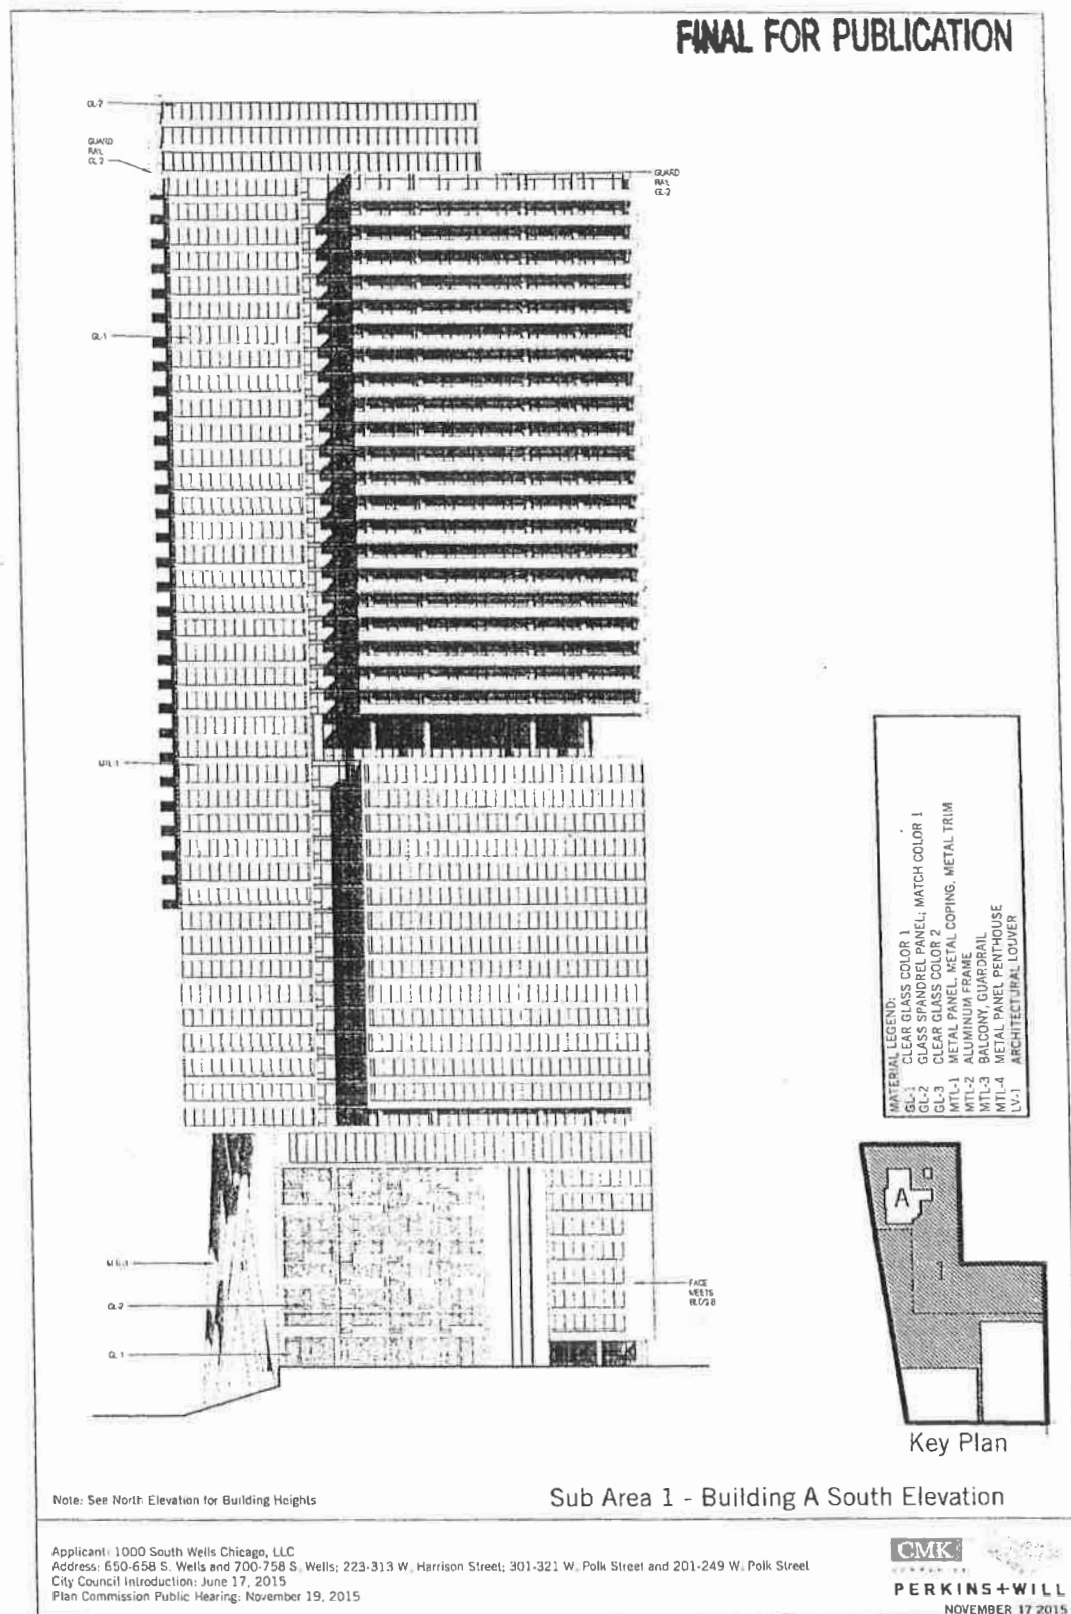 FINAL FOR PUBLICATION
GL-2
GUARD
RAIL
GL-2
GUARD
RAIL
GL-2
GL-1
MTL-1
MATERIAL LEGEND:
GL-1 CLEAR GLASS COLOR 1
GL-2 GLASS SPANDREL PANEL; MATCH COLOR 1
GL-3 CLEAR GLASS COLOR 2
MTL-1 METAL PANEL, METAL COPING, METAL TRIM
MTL-2 ALUMINUM FRAME
MTL-3 BALCONY, GUARDRAIL
MTL-4 METAL PANEL PENTHOUSE
LV-1 ARCHITECTURAL LOUVER
A
1
GL-2
FACE
MEETS
BLDG B
GL-1
Key Plan
Note: See North Elevation for Building Heights
Sub Area 1 - Building A South Elevation
Applicant: 1000 South Wells Chicago, LLC
Address: 650-658 S. Wells and 700-758 S. Wells; 223-313 W. Harrison Street; 301-321 W. Polk Street and 201-249 W. Polk Street
City Council Introduction: June 17, 2015
Plan Commission Public Hearing: November 19, 2015
CMK
COMPANIES
PERKINS+WILL
NOVEMBER 17 2015